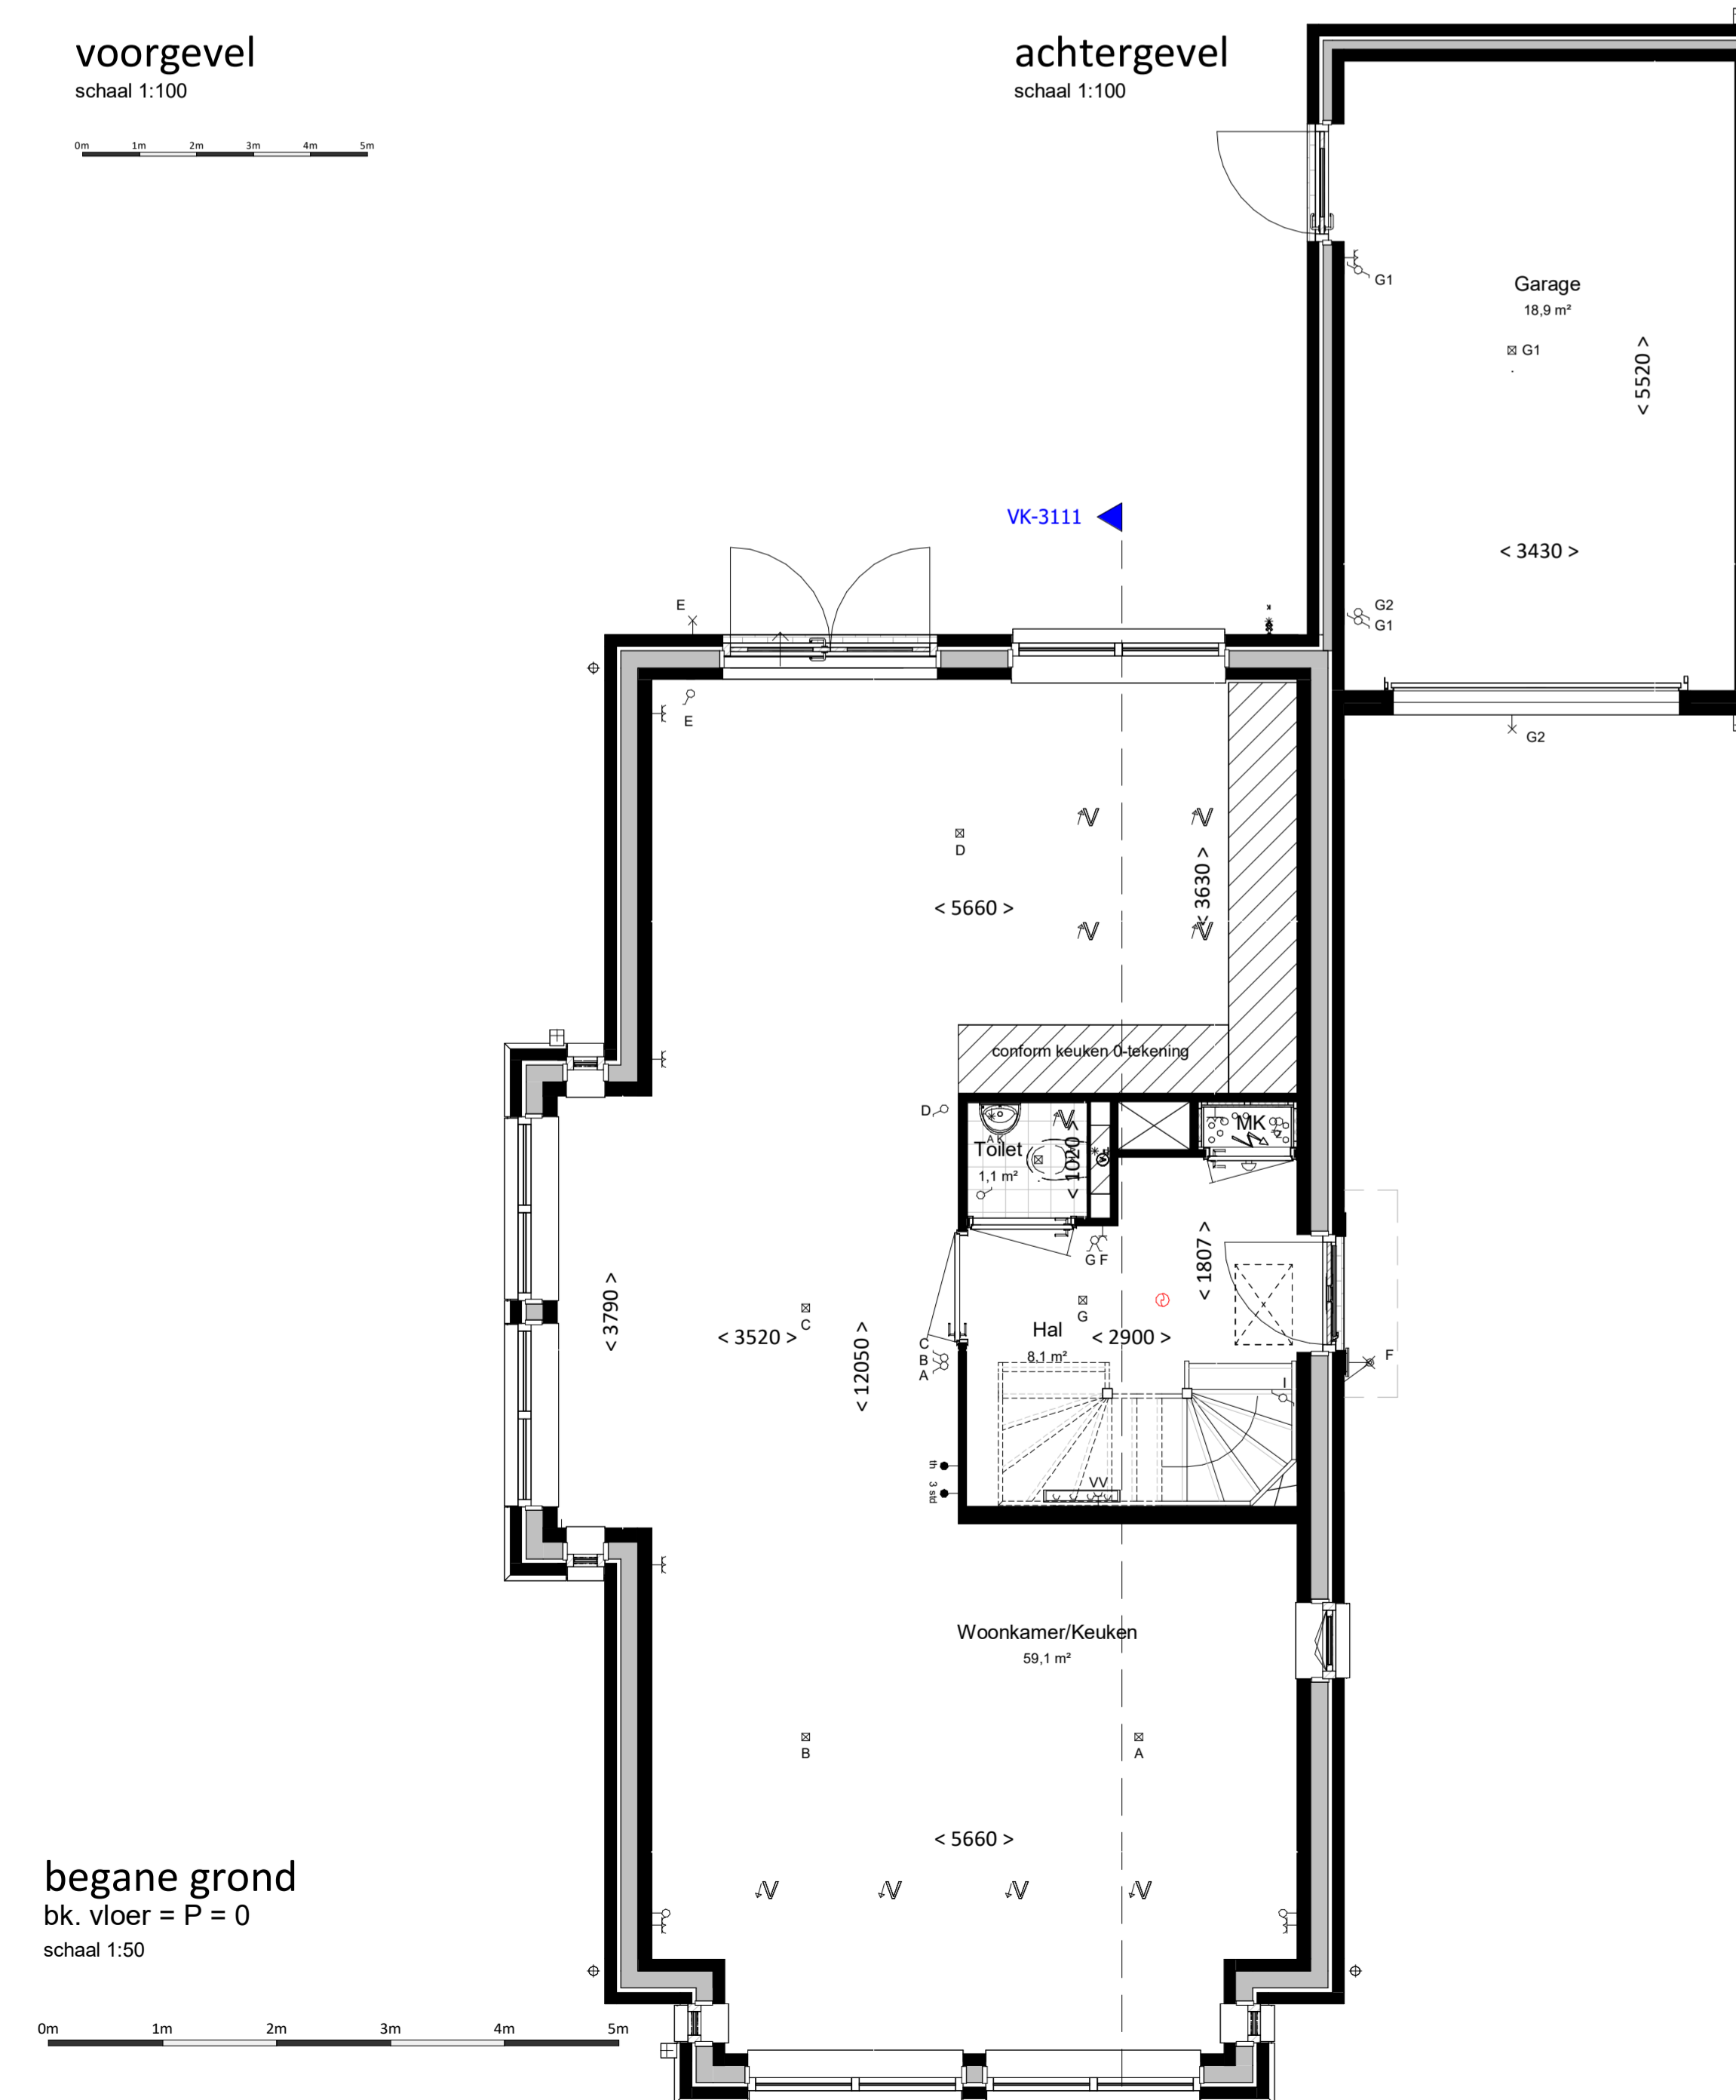 voorgevel
schaal 1:100
0m 1m 2m 3m 4m 5m
achtergevel
schaal 1:100
G1
Garage
18,9 m²
G1
< 5520 >
< 3430 >
VK-3111
G2
G1
E
E
G2
D
< 5660 >
< 3630 >
conform keuken 0-tekening
D
MK
Toilet
1,1 m²
< 1020 >
G F
< 1807 >
G
Hal
8,1 m²
< 2900 >
C
< 3520 >
< 3790 >
< 12050 >
C
B
A
F
I
th
3 std
VV
Woonkamer/Keuken
59,1 m²
B
A
< 5660 >
begane grond
bk. vloer = P = 0
schaal 1:50
0m 1m 2m 3m 4m 5m